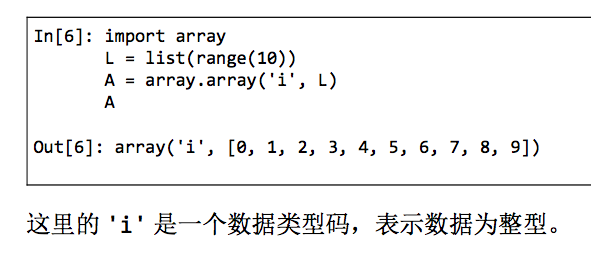 In[6]: import array
L = list(range(10))
A = array.array('i', L)
A
Out[6]: array('i', [0, 1, 2, 3, 4, 5, 6, 7, 8, 9])
这里的 'i' 是一个数据类型码，表示数据为整型。